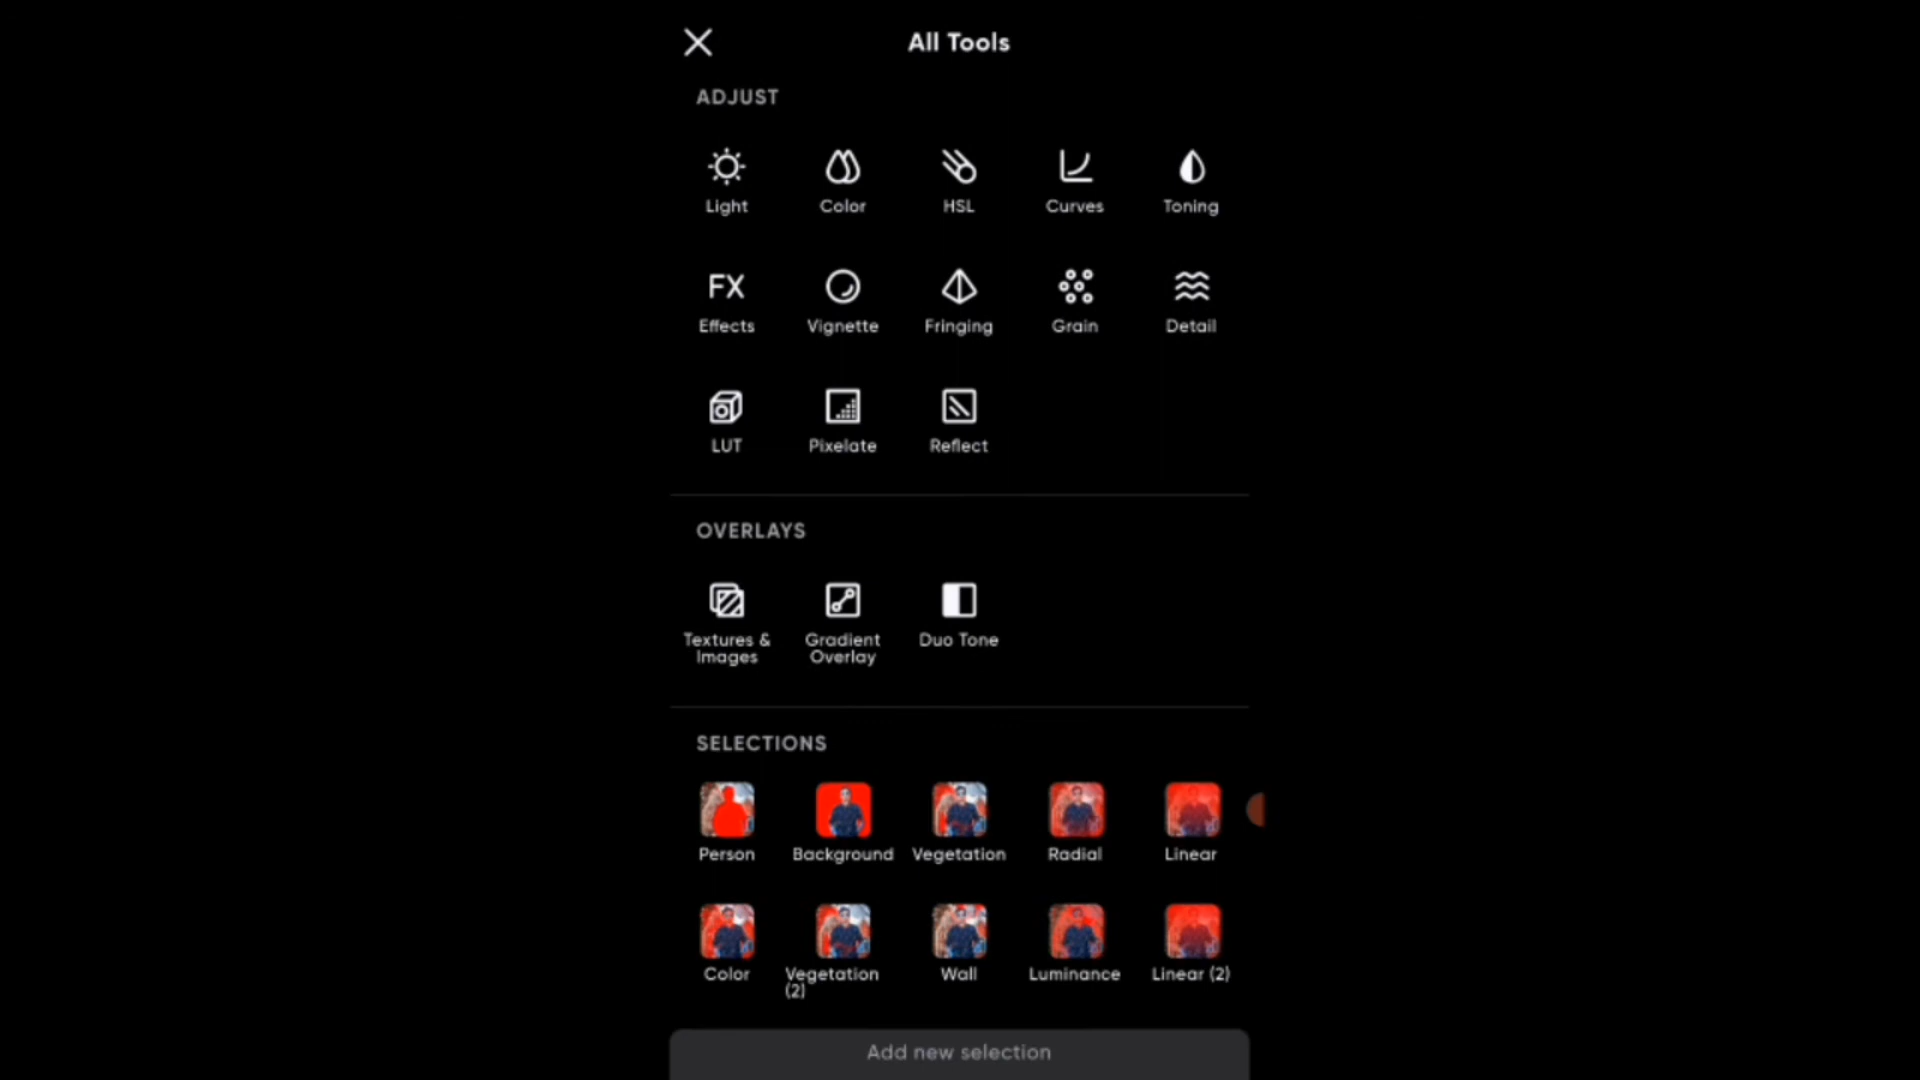 All Tools
ADJUST
Light Color HSL Curves Toning
FX
Effects Vignette Fringing Grain Detail
LUT Pixelate Reflect
OVERLAYS
Textures & Gradient Duo Tone
Images Overlay
SELECTIONS
Person Background Vegetation Radial Linear
Color Vegetation Wall Luminance Linear (2)
(2)
Add new selection